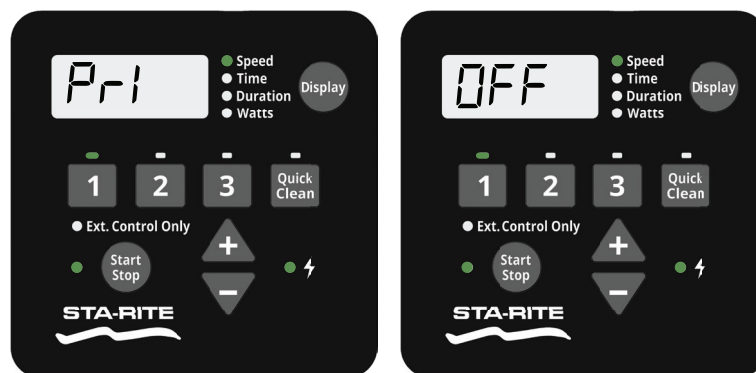 Pr1
Speed
Time
Duration
Watts
Display
1
2
3
Quick
Clean
Ext. Control Only
Start
Stop
+
−
STA-RITE
OFF
Speed
Time
Duration
Watts
Display
1
2
3
Quick
Clean
Ext. Control Only
Start
Stop
+
−
STA-RITE